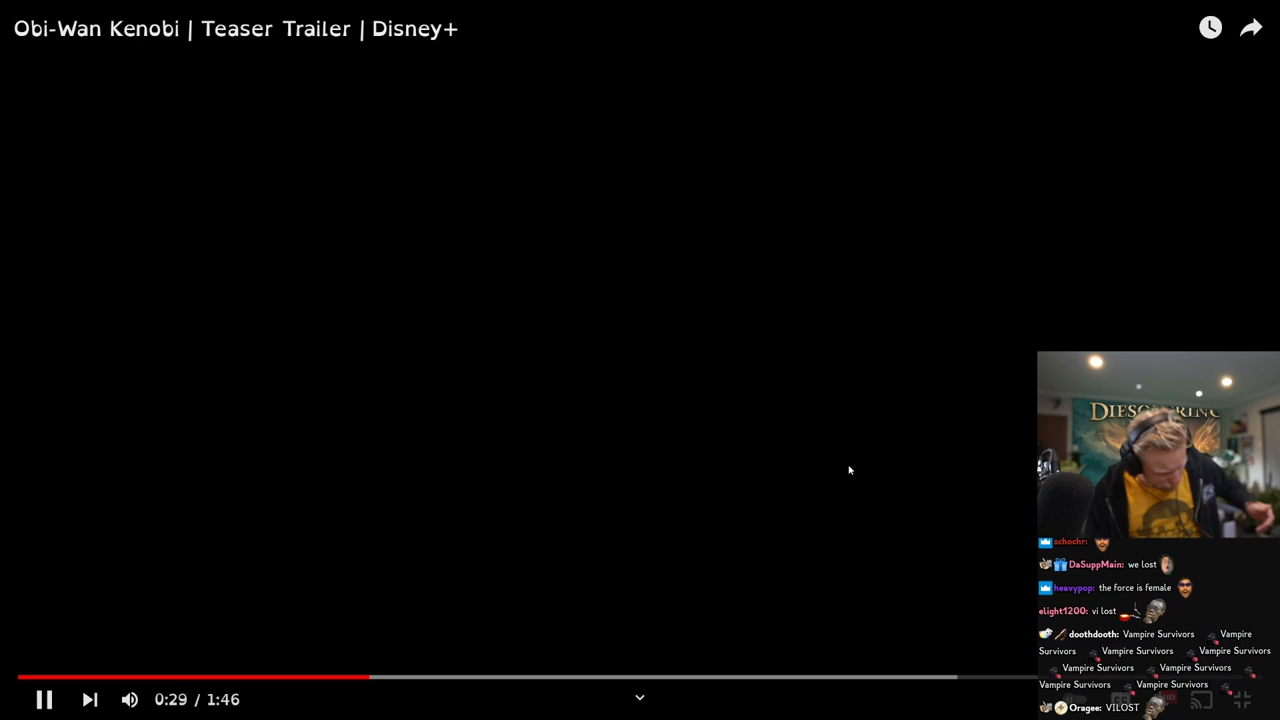 Obi-Wan Kenobi | Teaser Trailer | Disney+
schochr:
DaSuppMain: we lost
heavypop: the force is female
elight1200: vi lost
doothdooth: Vampire Survivors Vampire
Survivors Vampire Survivors Vampire Survivors
Vampire Survivors Vampire Survivors
Vampire Survivors Vampire Survivors
Oragee: VILOST
0:29 / 1:46